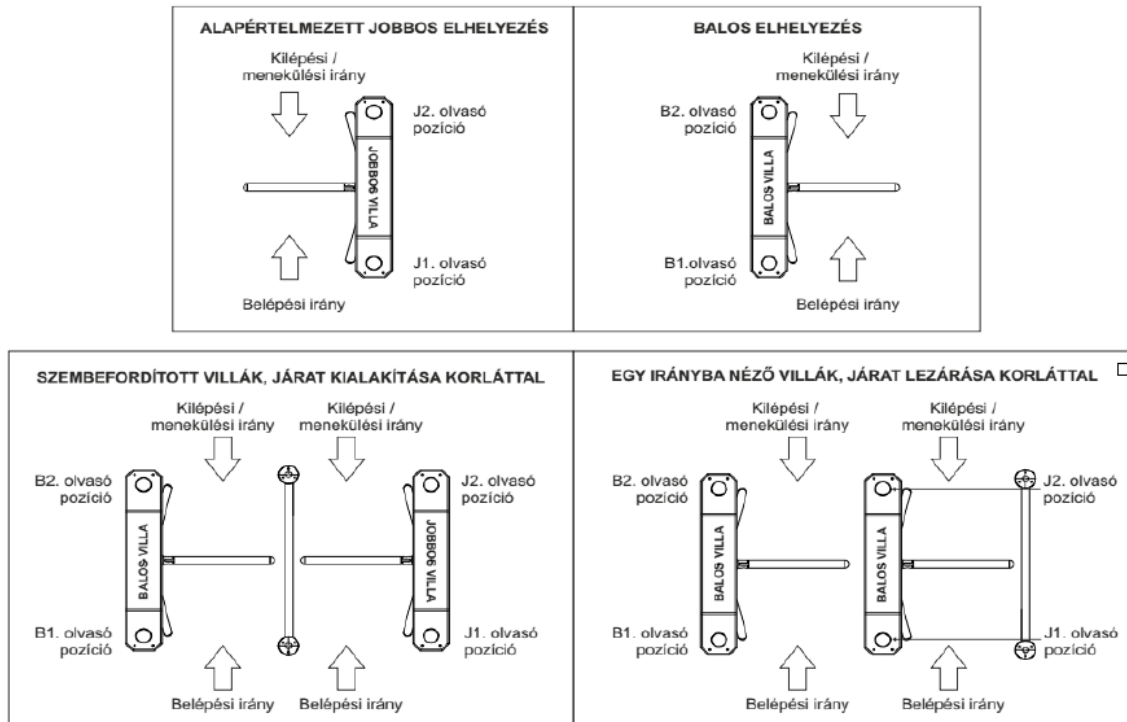 ALAPÉRTELMEZETT JOBBOS ELHELYEZÉS
Kilépési /
menekülési irány
J2. olvasó
pozíció
JOBBOS VILLA
J1. olvasó
pozíció
Belépési irány
BALOS ELHELYEZÉS
Kilépési /
menekülési irány
B2. olvasó
pozíció
BALOS VILLA
B1.olvasó
pozíció
Belépési irány
SZEMBEFORDÍTOTT VILLÁK, JÁRAT KIALAKÍTÁSA KORLÁTTAL
Kilépési /
menekülési irány
Kilépési /
menekülési irány
B2. olvasó
pozíció
J2. olvasó
pozíció
BALOS VILLA
JOBBOS VILLA
B1. olvasó
pozíció
J1. olvasó
pozíció
Belépési irány
Belépési irány
EGY IRÁNYBA NÉZŐ VILLÁK, JÁRAT LEZÁRÁSA KORLÁTTAL
Kilépési /
menekülési irány
Kilépési /
menekülési irány
B2. olvasó
pozíció
J2. olvasó
pozíció
BALOS VILLA
BALOS VILLA
B1. olvasó
pozíció
J1. olvasó
pozíció
Belépési irány
Belépési irány